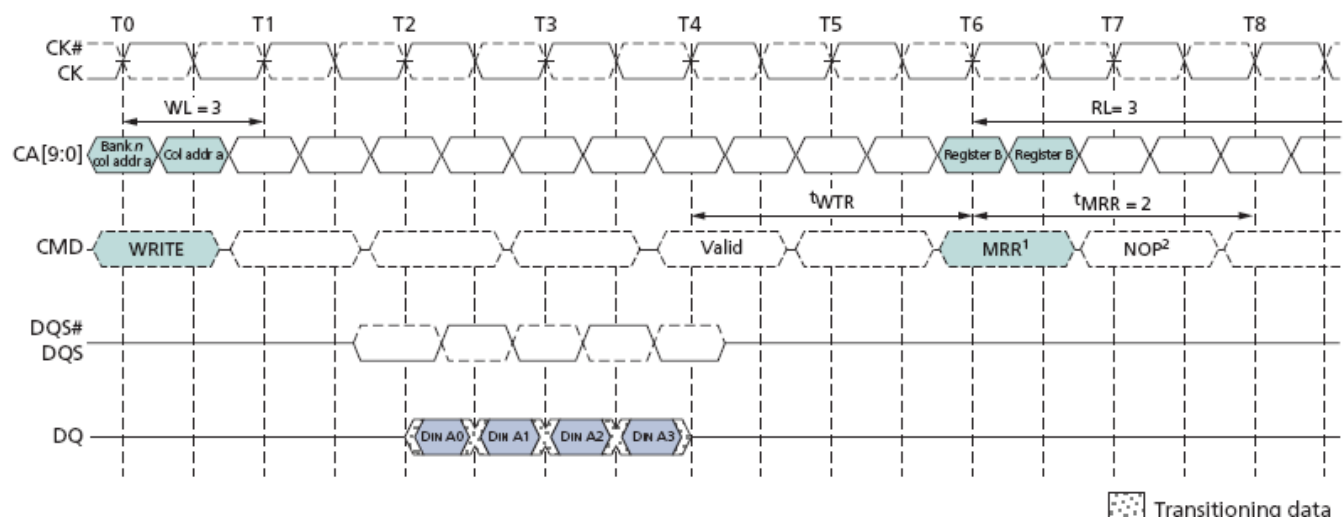 T0 T1 T2 T3 T4 T5 T6 T7 T8
CK#
CK
WL = 3
RL= 3
CA[9:0]
Bank n
col addr a
Col addr a
Register B
Register B
tWTR
tMRR = 2
CMD
WRITE
Valid
MRR1
NOP2
DQS#
DQS
DQ
DIN A0
DIN A1
DIN A2
DIN A3
Transitioning data